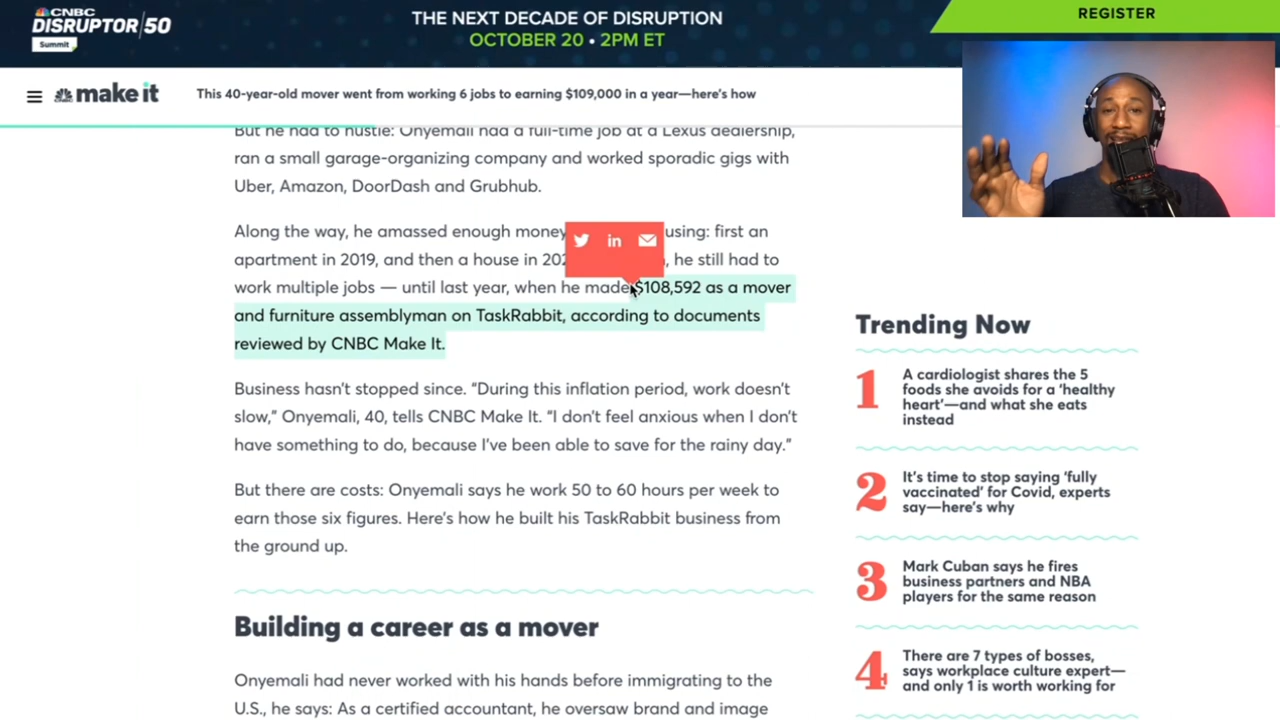 CNBC
DISRUPTOR/50
Summit
THE NEXT DECADE OF DISRUPTION
OCTOBER 20 • 2PM ET
REGISTER
make it
This 40-year-old mover went from working 6 jobs to earning $109,000 in a year—here's how
But he had to hustle: Onyemali had a full-time job at a Lexus dealership,
ran a small garage-organizing company and worked sporadic gigs with
Uber, Amazon, DoorDash and Grubhub.
Along the way, he amassed enough money using: first an
apartment in 2019, and then a house in 202 , he still had to
work multiple jobs — until last year, when he made $108,592 as a mover
and furniture assemblyman on TaskRabbit, according to documents
reviewed by CNBC Make It.
Business hasn't stopped since. “During this inflation period, work doesn't
slow,” Onyemali, 40, tells CNBC Make It. “I don't feel anxious when I don't
have something to do, because I've been able to save for the rainy day.”
But there are costs: Onyemali says he work 50 to 60 hours per week to
earn those six figures. Here's how he built his TaskRabbit business from
the ground up.
Building a career as a mover
Onyemali had never worked with his hands before immigrating to the
U.S., he says: As a certified accountant, he oversaw brand and image
in
Trending Now
1
A cardiologist shares the 5
foods she avoids for a ‘healthy
heart’—and what she eats
instead
2
It's time to stop saying ‘fully
vaccinated’ for Covid, experts
say—here's why
3
Mark Cuban says he fires
business partners and NBA
players for the same reason
4
There are 7 types of bosses,
says workplace culture expert—
and only 1 is worth working for